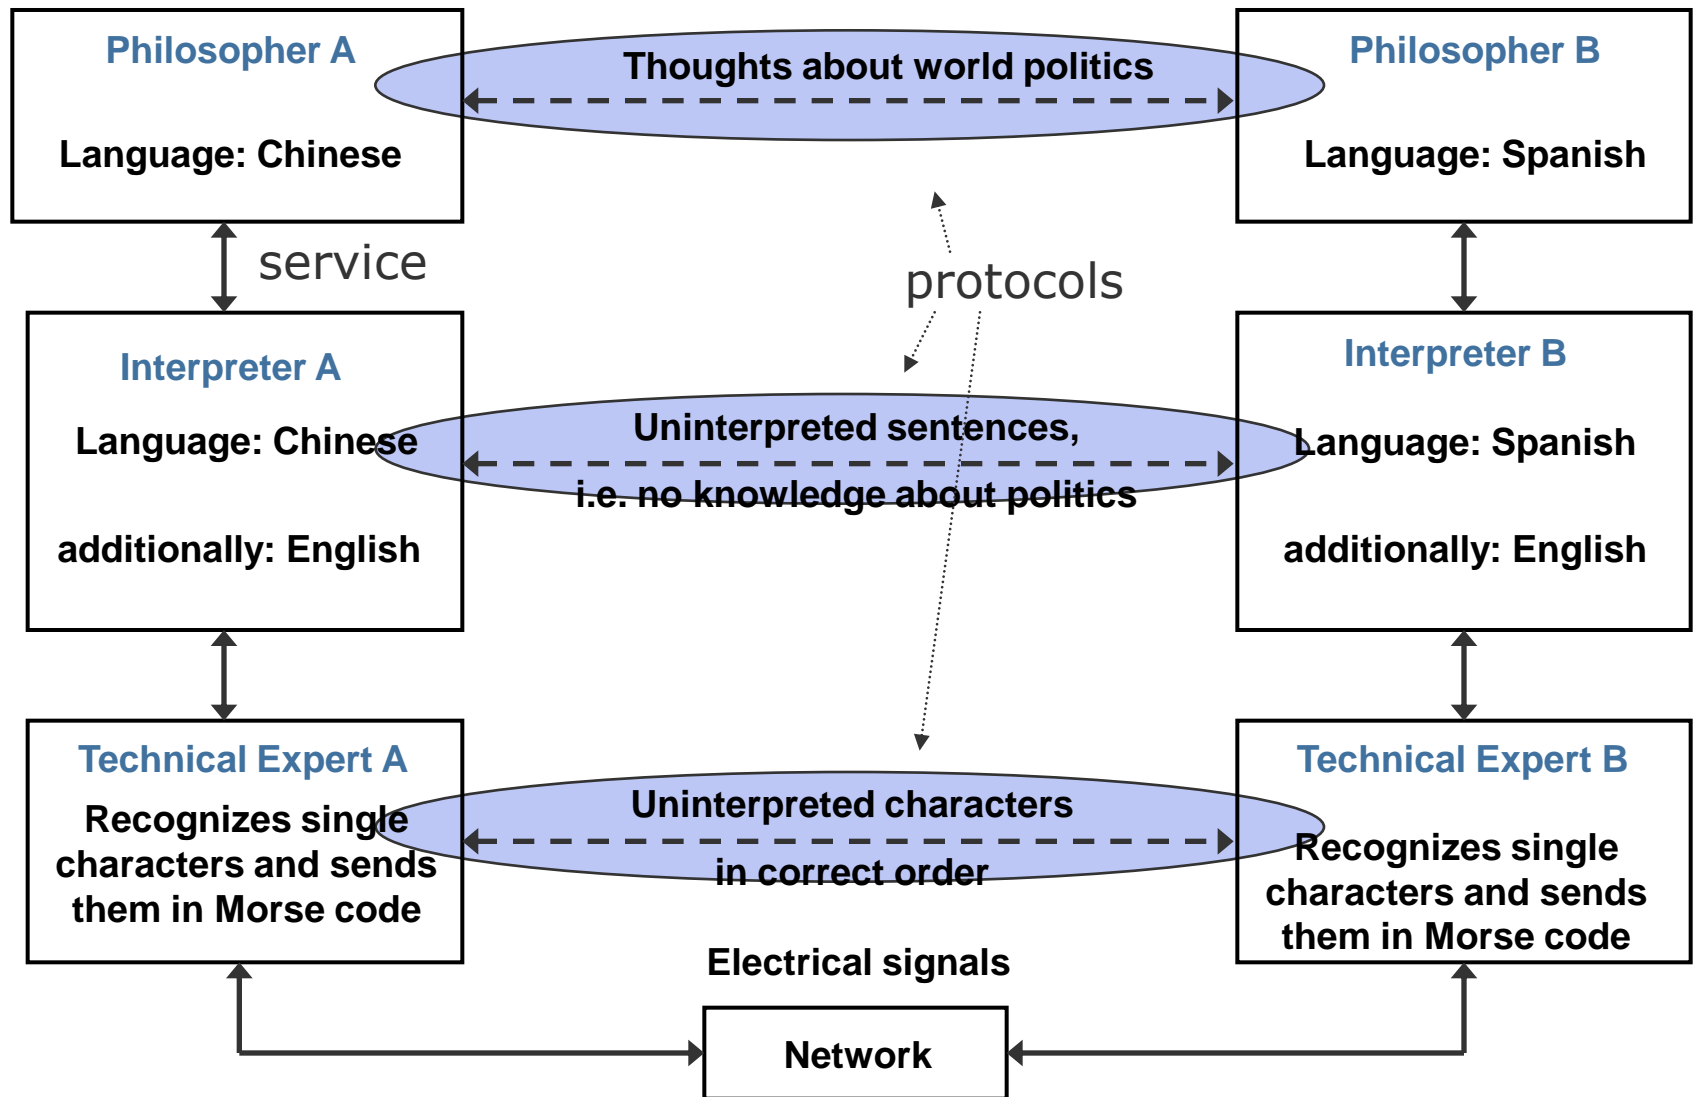 Philosopher A
Language: Chinese
Thoughts about world politics
Philosopher B
Language: Spanish
service
protocols
Interpreter A
Language: Chinese
additionally: English
Uninterpreted sentences,
i.e. no knowledge about politics
Interpreter B
Language: Spanish
additionally: English
Technical Expert A
Recognizes single
characters and sends
them in Morse code
Uninterpreted characters
in correct order
Technical Expert B
Recognizes single
characters and sends
them in Morse code
Electrical signals
Network